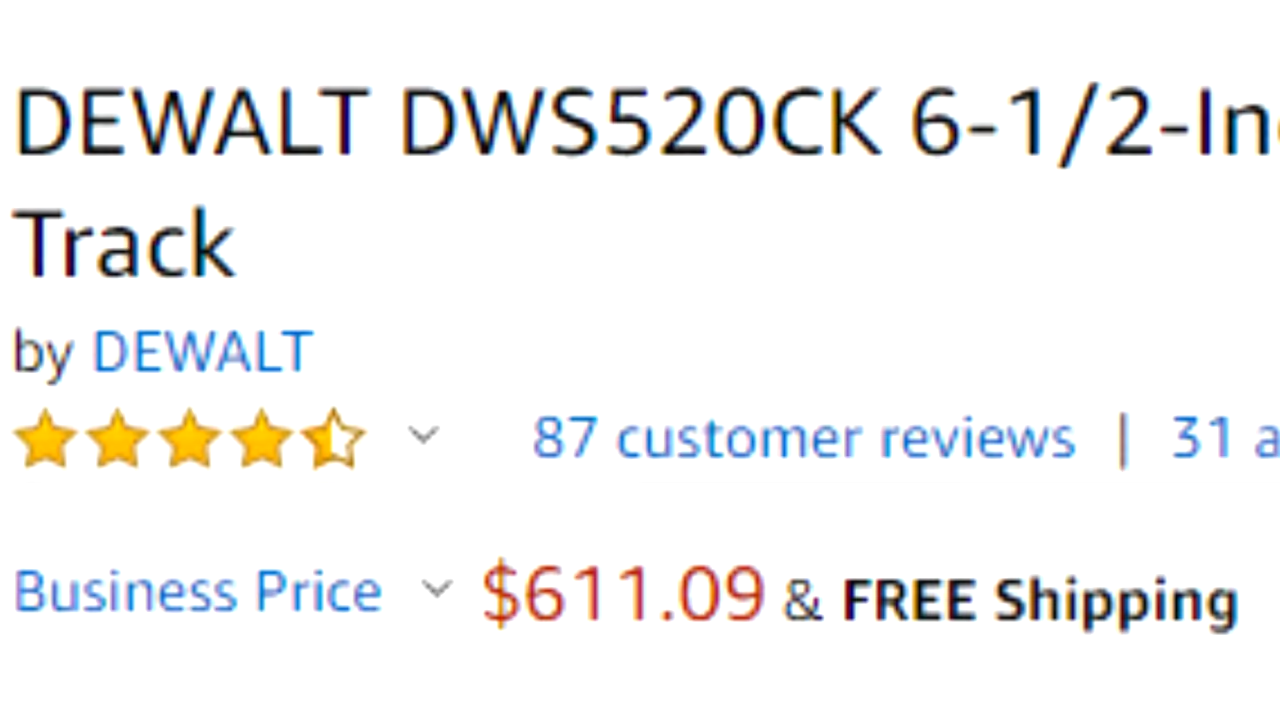 DEWALT DWS520CK 6-1/2-In
Track
by DEWALT
87 customer reviews | 31 a
Business Price $611.09 & FREE Shipping